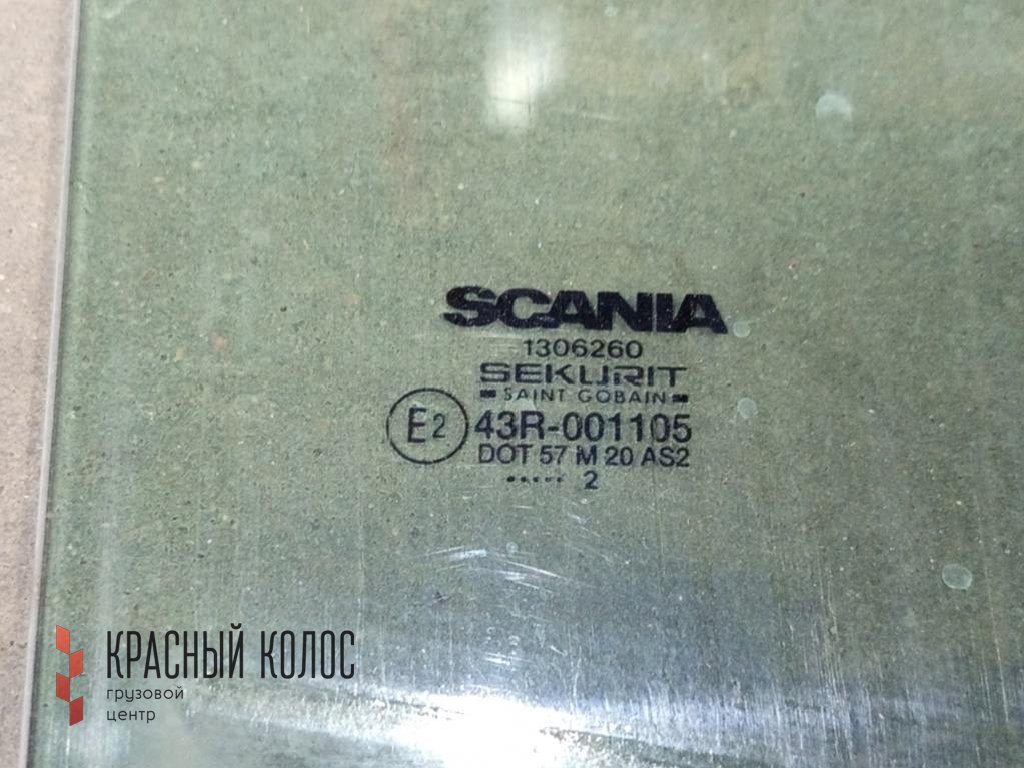 SCANIA
1306260
SEKURIT
SAINT GOBAIN
E2 43R-001105
DOT 57 M 20 AS2
..... 2
КРАСНЫЙ КОЛОС
грузовой
центр